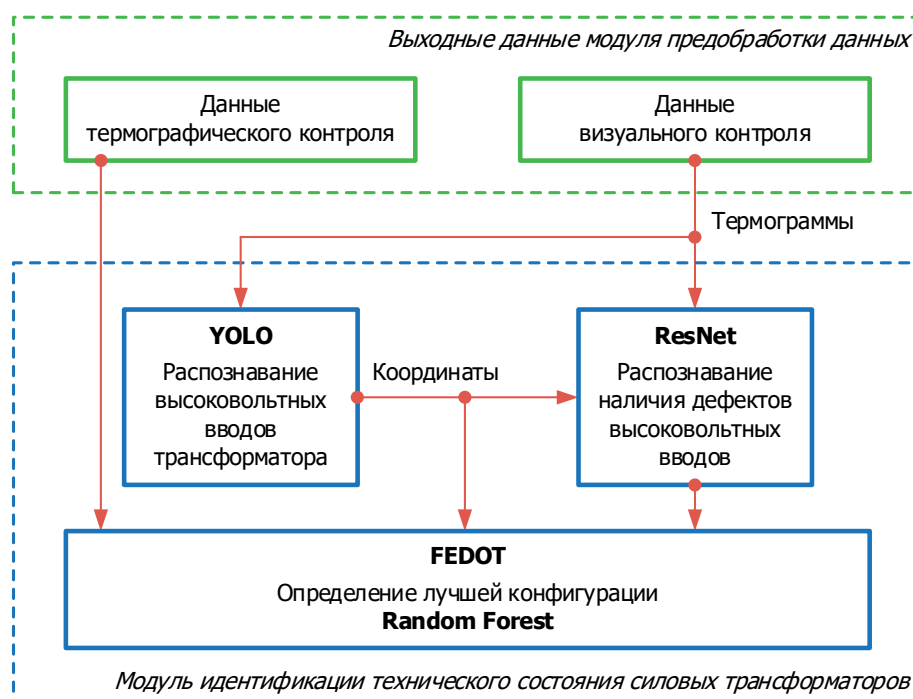 Выходные данные модуля предобработки данных
Данные
термографического контроля
Данные
визуального контроля
Термограммы
YOLO
Распознавание
высоковольтных
вводов
трансформатора
Координаты
ResNet
Распознавание
наличия дефектов
высоковольтных
вводов
FEDOT
Определение лучшей конфигурации
Random Forest
Модуль идентификации технического состояния силовых трансформаторов